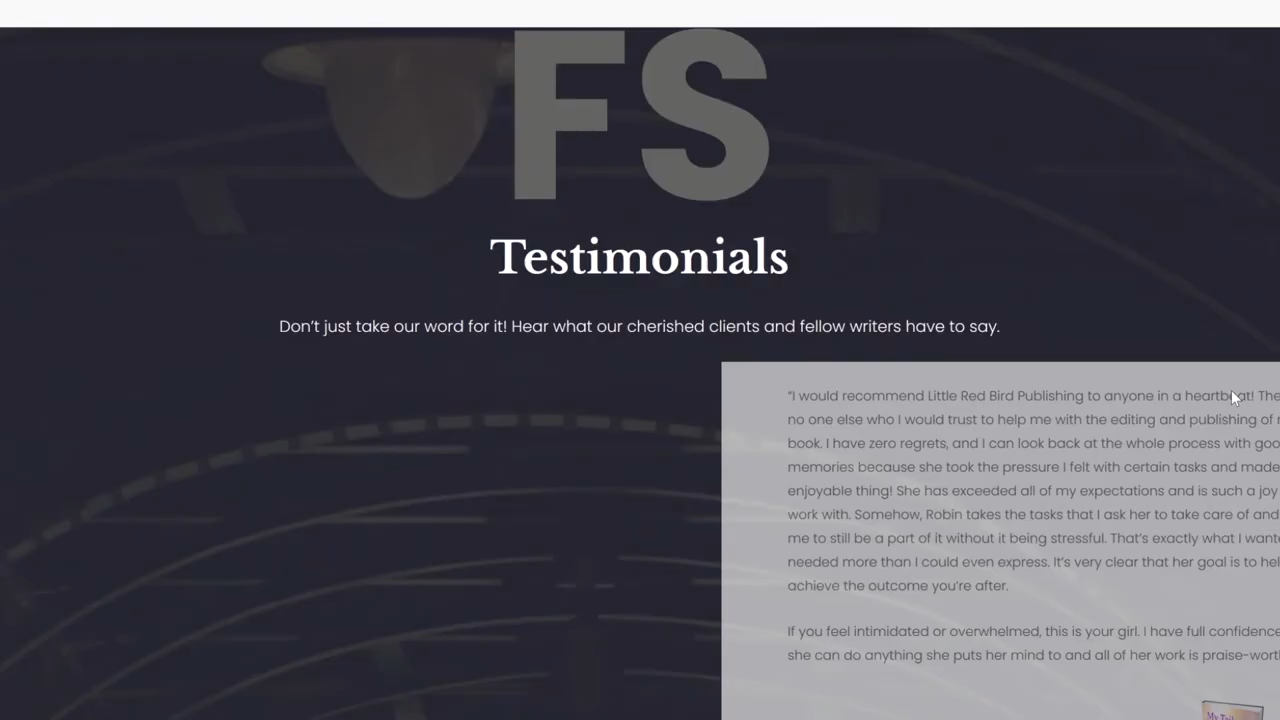 FS
Testimonials
Don’t just take our word for it! Hear what our cherished clients and fellow writers have to say.
“I would recommend Little Red Bird Publishing to anyone in a heartbeat! The
no one else who I would trust to help me with the editing and publishing of
book. I have zero regrets, and I can look back at the whole process with goo
memories because she took the pressure I felt with certain tasks and made
enjoyable thing! She has exceeded all of my expectations and is such a joy
work with. Somehow, Robin takes the tasks that I ask her to take care of and
me to still be a part of it without it being stressful. That’s exactly what I want
needed more than I could even express. It’s very clear that her goal is to hel
achieve the outcome you’re after.
If you feel intimidated or overwhelmed, this is your girl. I have full confidence
she can do anything she puts her mind to and all of her work is praise-wort